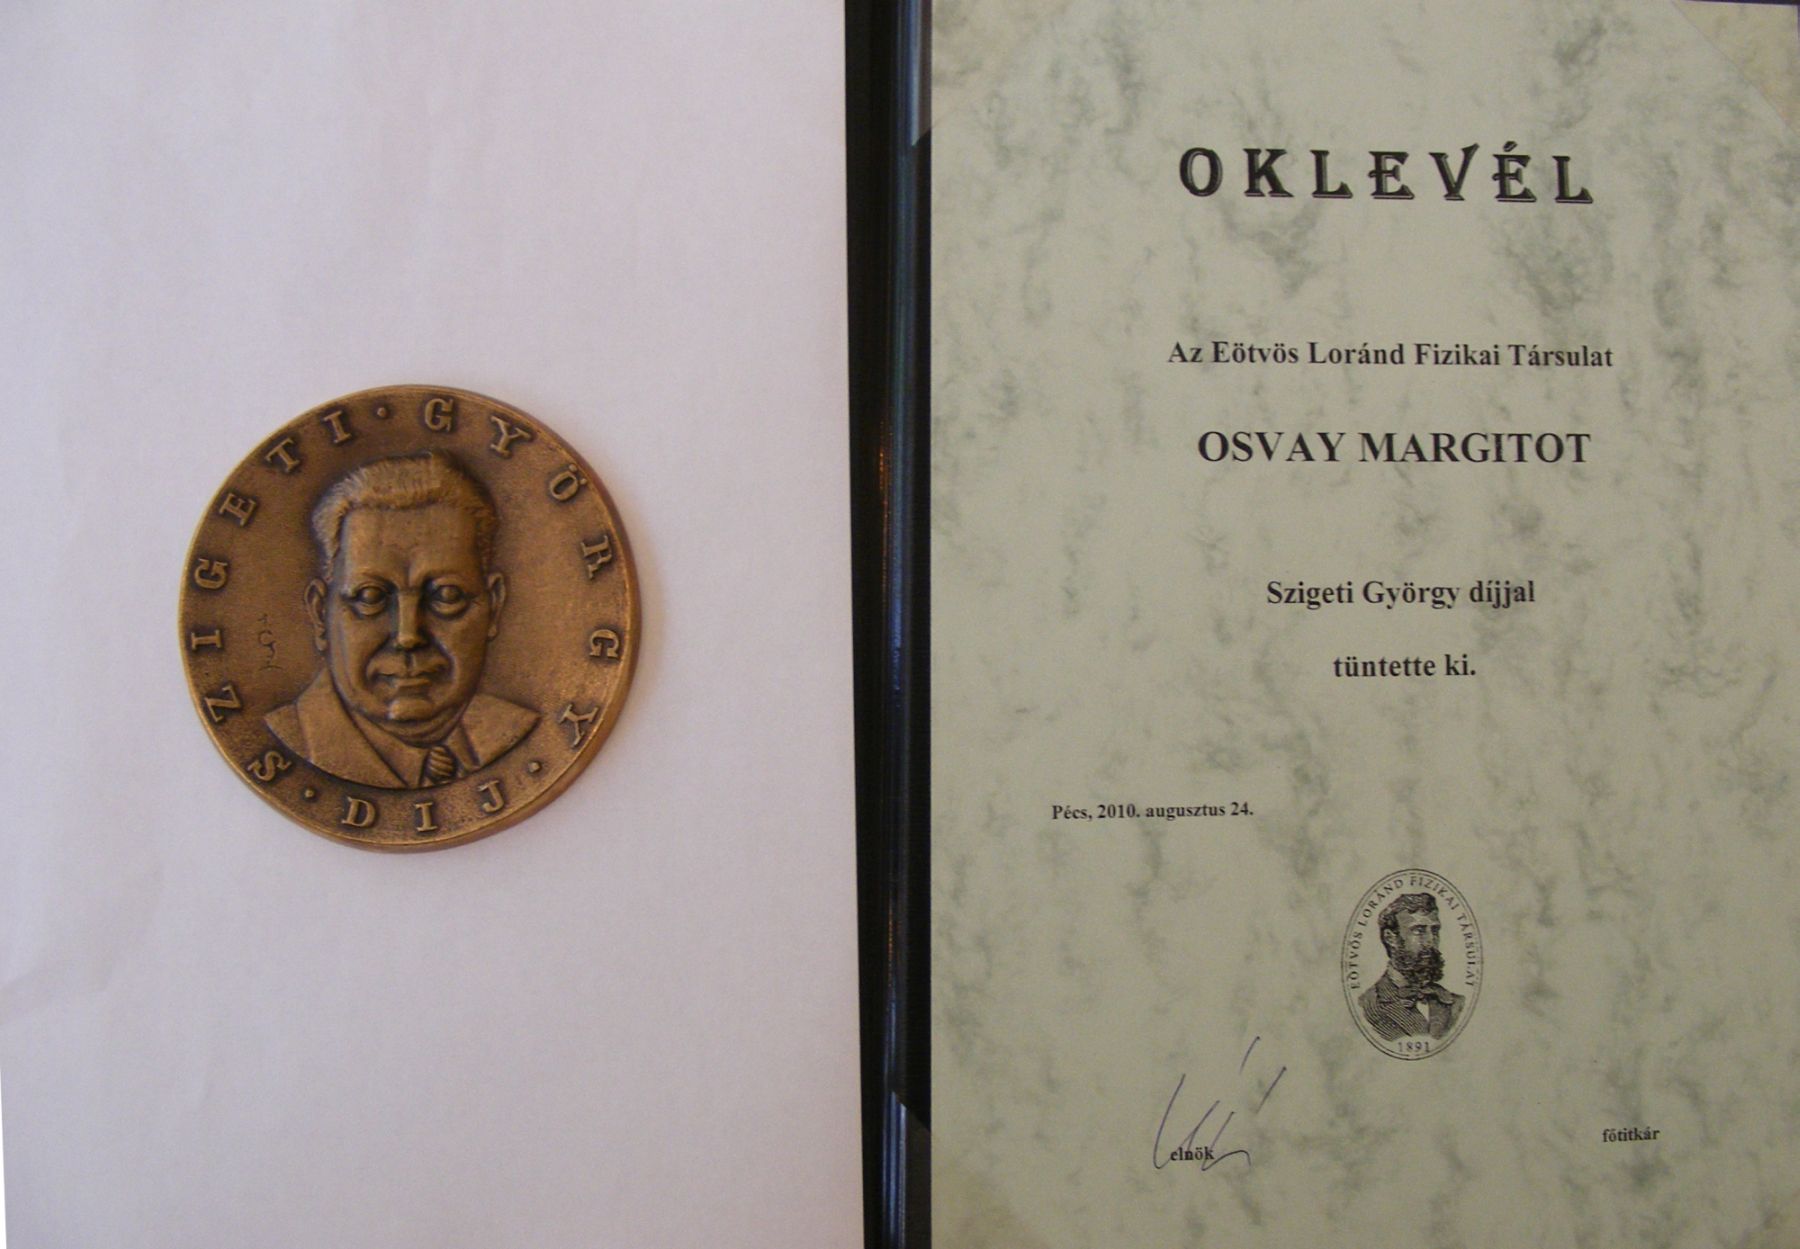 SZIGETI · GYÖRGY · DIJ ·
OKLEVÉL
Az Eötvös Loránd Fizikai Társulat
OSVAY MARGITOT
Szigeti György díjjal
tüntette ki.
Pécs, 2010. augusztus 24.
EÖTVÖS LORÁND FIZIKAI TÁRSULAT
1891
elnök
főtitkár